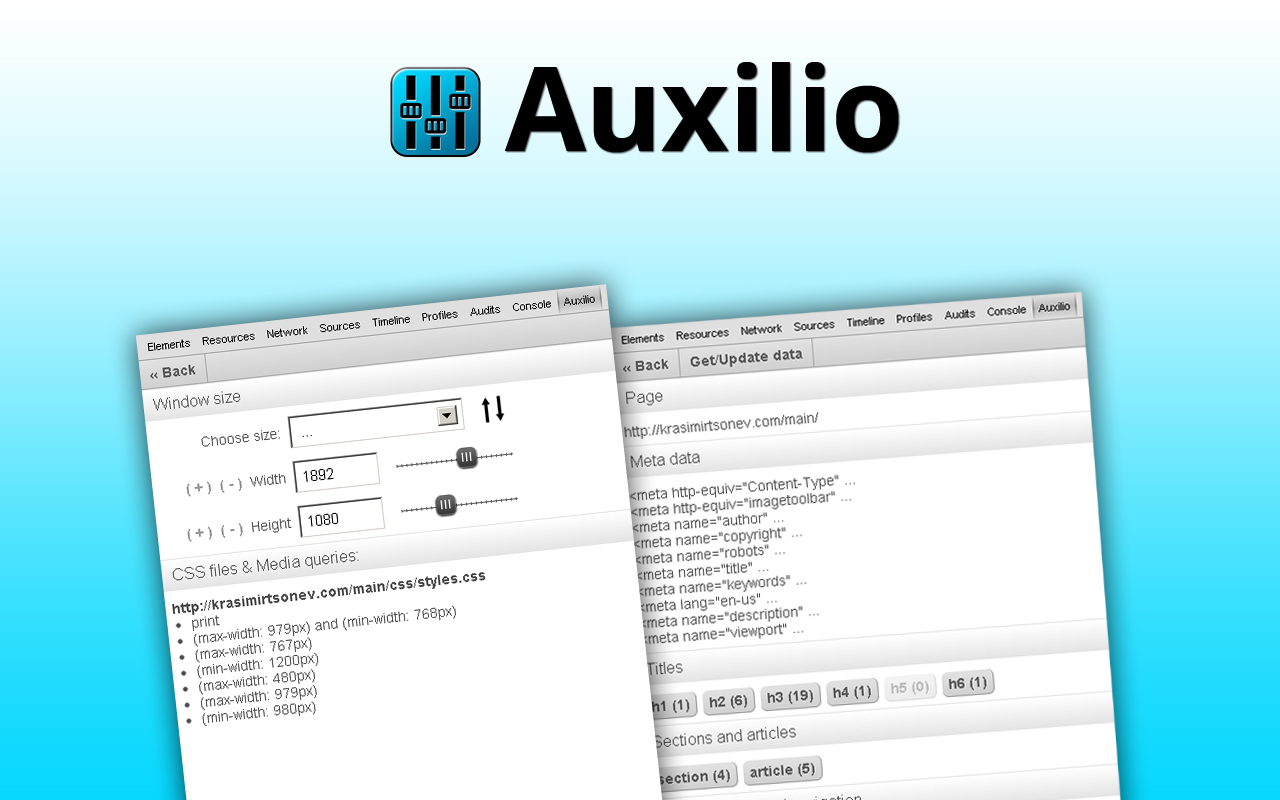 Auxilio
Elements Resources Network Sources Timeline Profiles Audits Console Auxilio
‹‹ Back
Window size
Choose size: ...
(+) (-) Width 1892
(+) (-) Height 1080
CSS files & Media queries:
http://krasimirtsonev.com/main/css/styles.css
• print
• (max-width: 979px) and (min-width: 768px)
• (max-width: 767px)
• (min-width: 1200px)
• (max-width: 480px)
• (max-width: 979px)
• (min-width: 980px)
Elements Resources Network Sources Timeline Profiles Audits Console Auxilio
‹‹ Back Get/Update data
Page
http://krasimirtsonev.com/main/
Meta data
<meta http-equiv="Content-Type" ...
<meta http-equiv="imagetoolbar" ...
<meta name="author" ...
<meta name="copyright" ...
<meta name="robots" ...
<meta name="title" ...
<meta name="keywords" ...
<meta lang="en-us" ...
<meta name="description" ...
<meta name="viewport" ...
Titles
h1 (1) h2 (6) h3 (19) h4 (1) h5 (0) h6 (1)
Sections and articles
section (4) article (5)